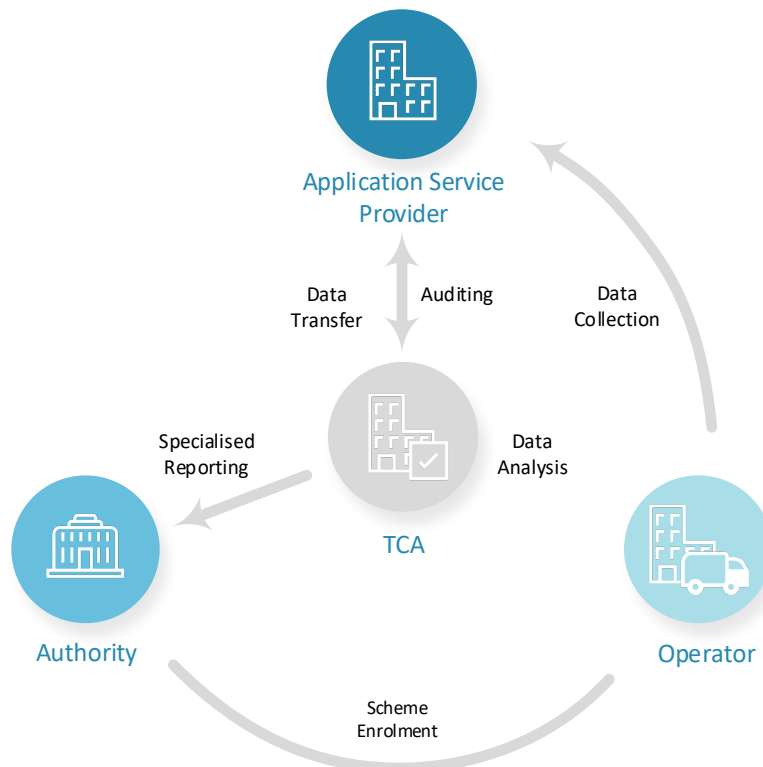 Application Service
Provider
Data
Transfer
Auditing
Data
Collection
Specialised
Reporting
Data
Analysis
TCA
Authority
Operator
Scheme
Enrolment